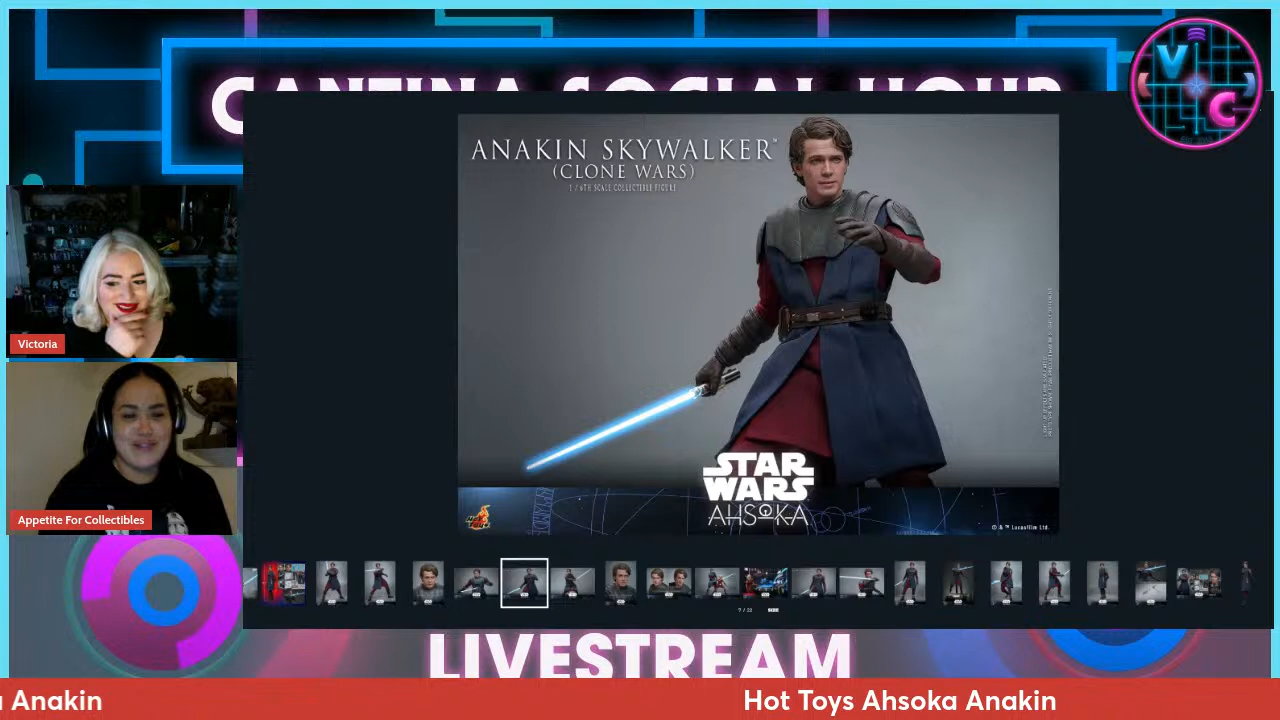 CANTINA SOCIAL HOUR
V
C
ANAKIN SKYWALKER™
(CLONE WARS)
1/6TH SCALE COLLECTIBLE FIGURE
Victoria
Appetite For Collectibles
STAR
WARS
AHSOKA
© & ™ Lucasfilm Ltd.
LIVESTREAM
Anakin
Hot Toys Ahsoka Anakin